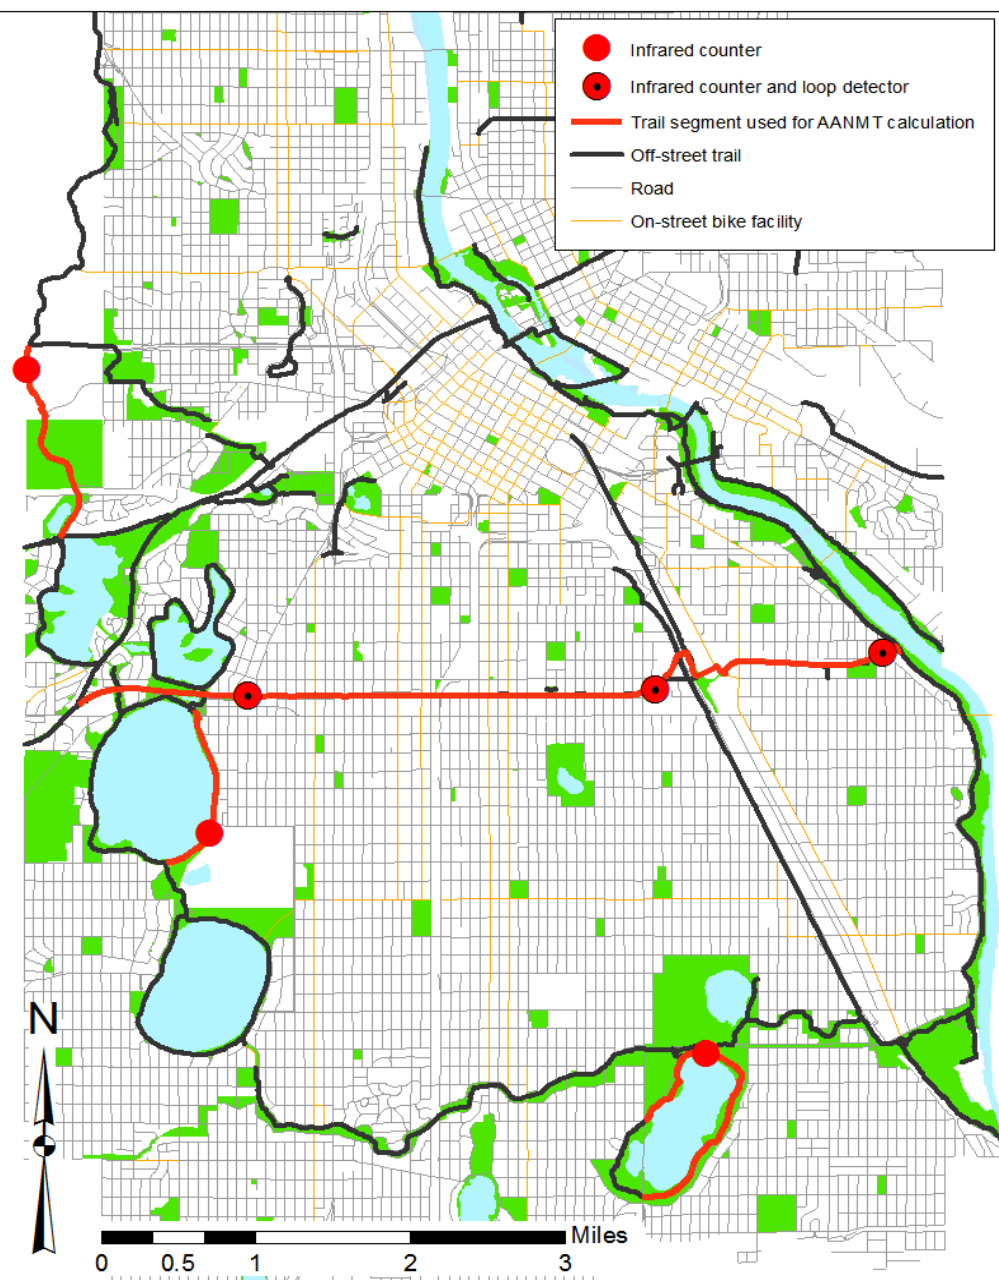 Infrared counter
Infrared counter and loop detector
Trail segment used for AANMT calculation
Off-street trail
Road
On-street bike facility
N
Miles
0 0.5 1 2 3